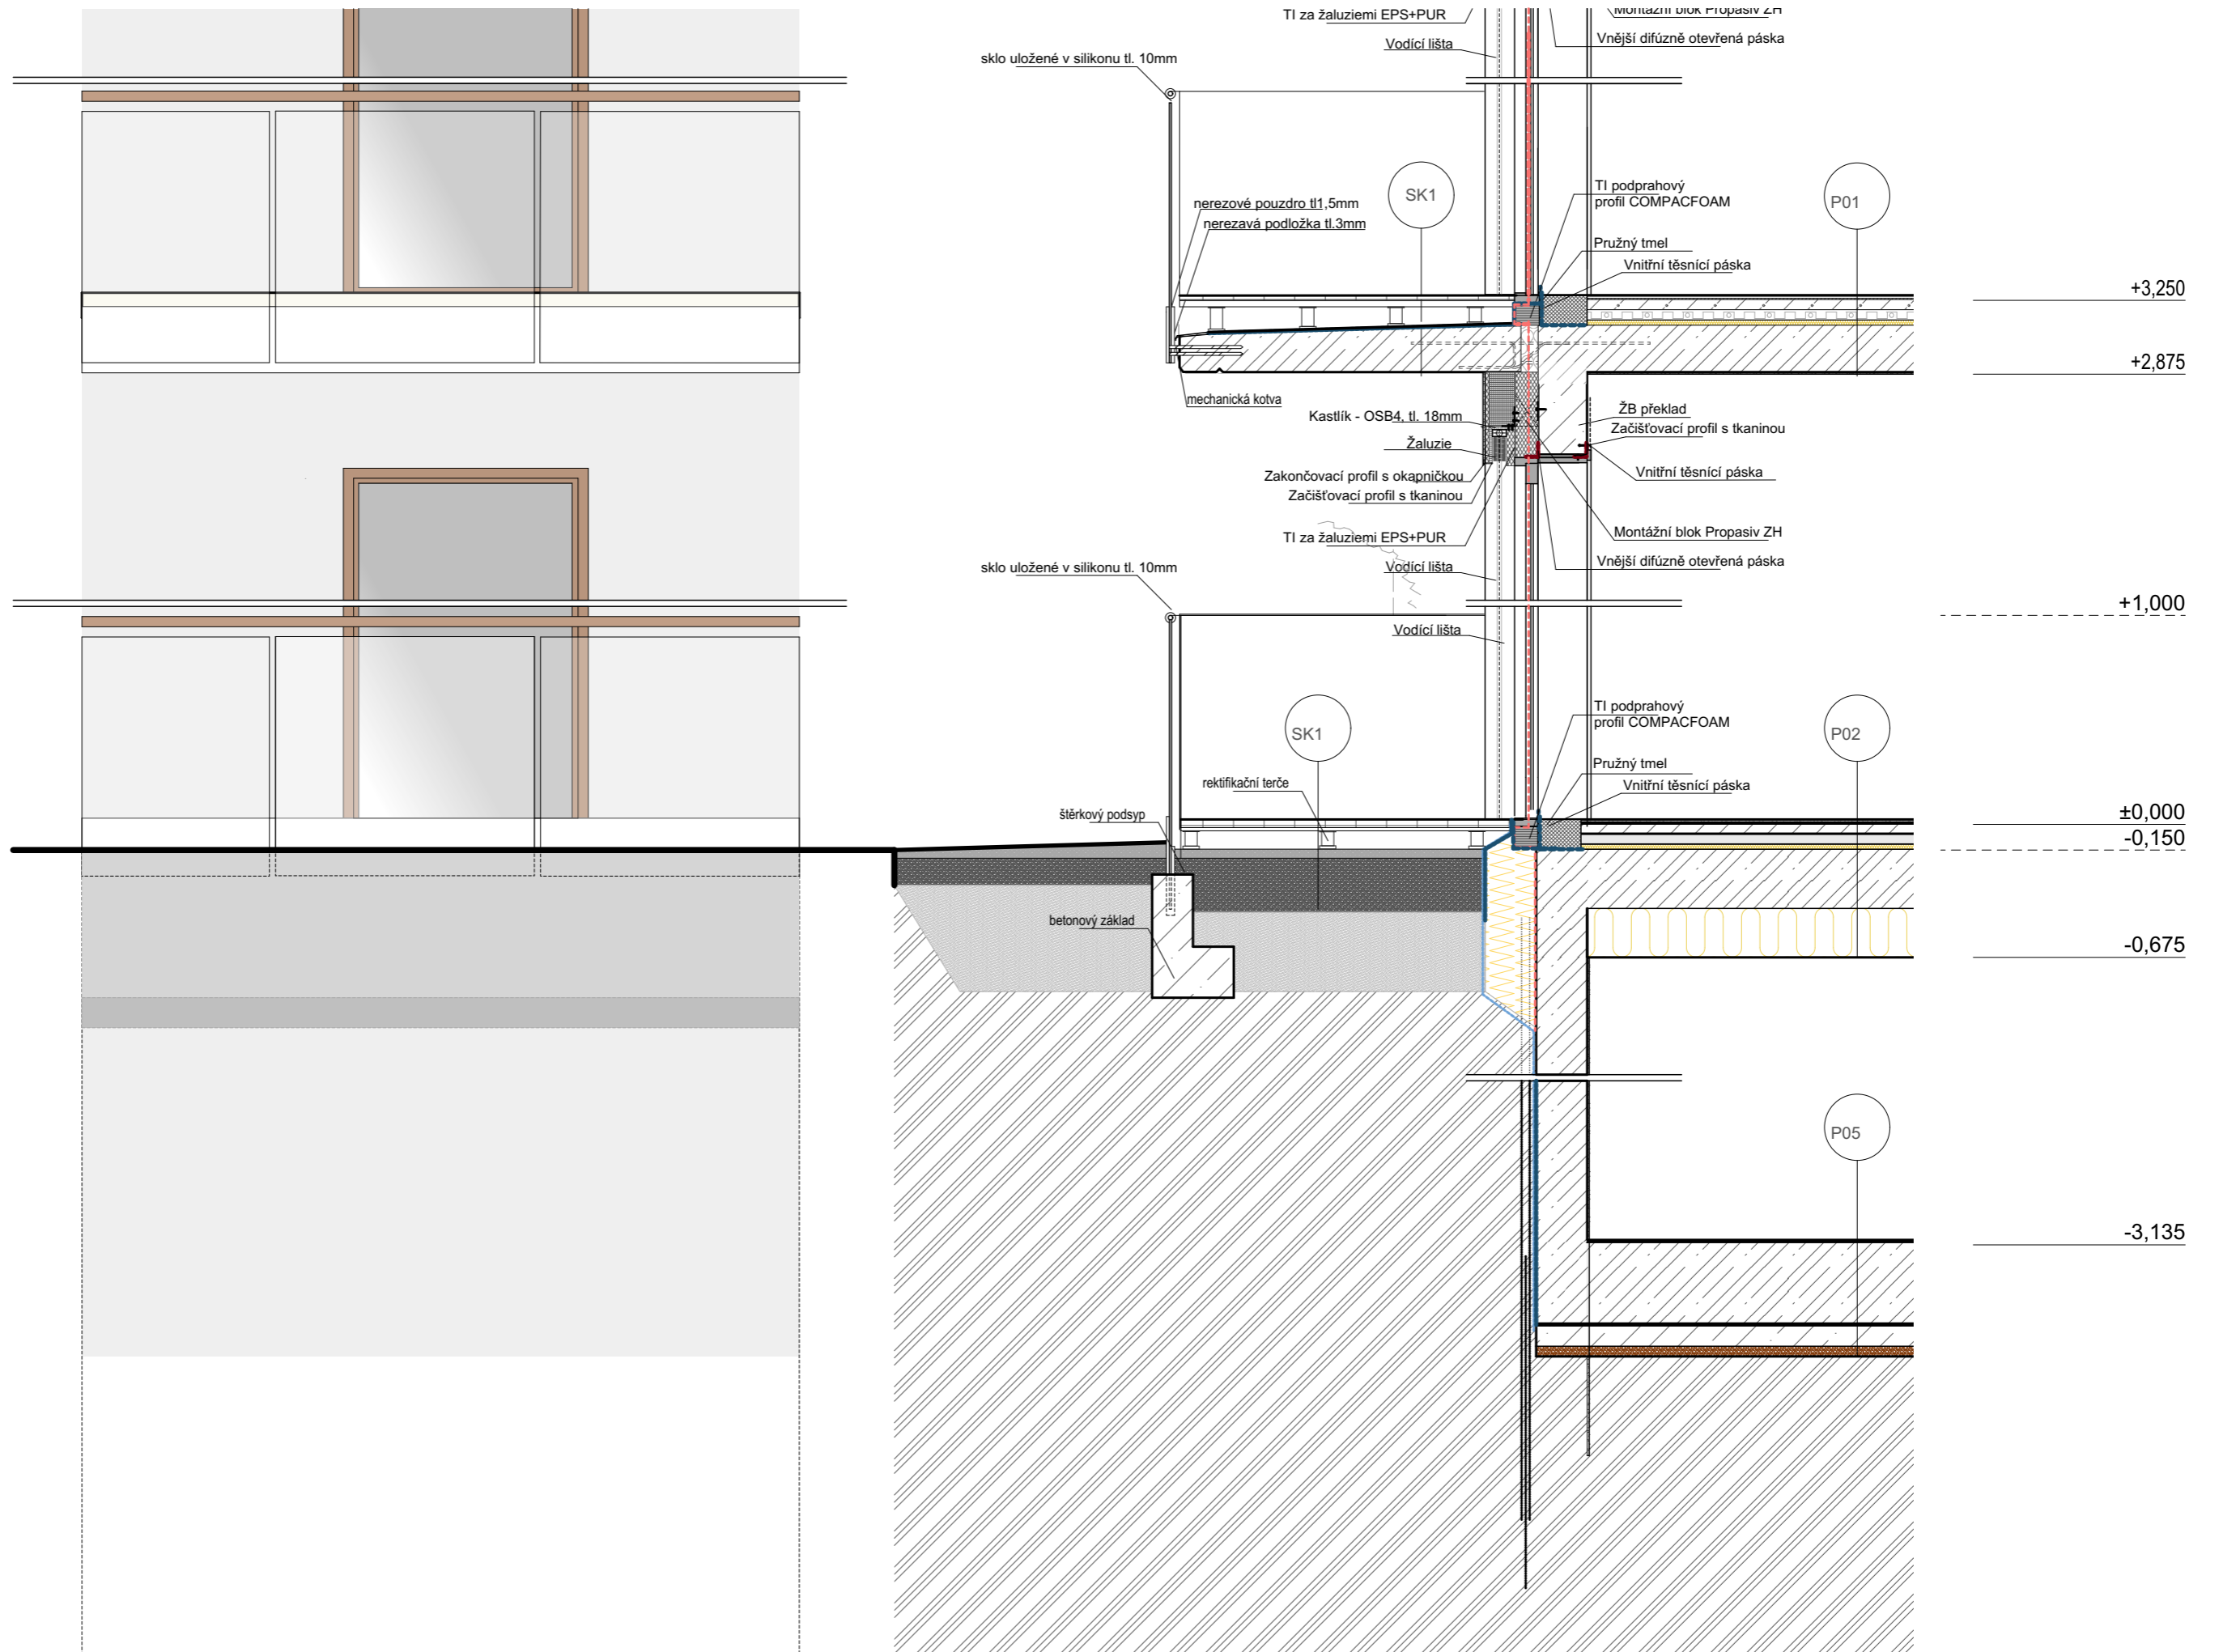 TI za žaluziemi EPS+PUR
Montážní blok Propasiv ZH
Vodící lišta
Vnější difúzně otevřená páska
sklo uložené v silikonu tl. 10mm
SK1
TI podprahový
profil COMPACFOAM
P01
nerezové pouzdro tl1,5mm
nerezavá podložka tl.3mm
Pružný tmel
Vnitřní těsnící páska
+3,250
+2,875
mechanická kotva
Kastlík - OSB4, tl. 18mm
ŽB překlad
Začišťovací profil s tkaninou
Žaluzie
Zakončovací profil s okapničkou
Vnitřní těsnící páska
Začišťovací profil s tkaninou
TI za žaluziemi EPS+PUR
Montážní blok Propasiv ZH
Vnější difúzně otevřená páska
sklo uložené v silikonu tl. 10mm
Vodící lišta
+1,000
Vodící lišta
TI podprahový
profil COMPACFOAM
SK1
P02
Pružný tmel
rektifikační terče
Vnitřní těsnící páska
štěrkový podsyp
±0,000
-0,150
betonový základ
-0,675
P05
-3,135